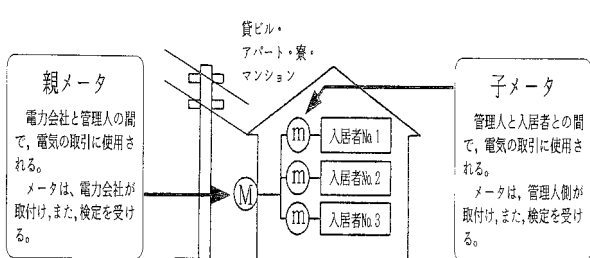 貸ビル・
アパート・寮・
マンション
親メータ
電力会社と管理人の間
で, 電気の取引に使用さ
れる。
メータは、電力会社が
取付け,また,検定を受け
る。
M
m
入居者No.1
m
入居者No.2
m
入居者No.3
子メータ
管理人と入居者との間
で, 電気の取引に使用さ
れる。
メータは, 管理人側が
取付け,また,検定を受け
る。